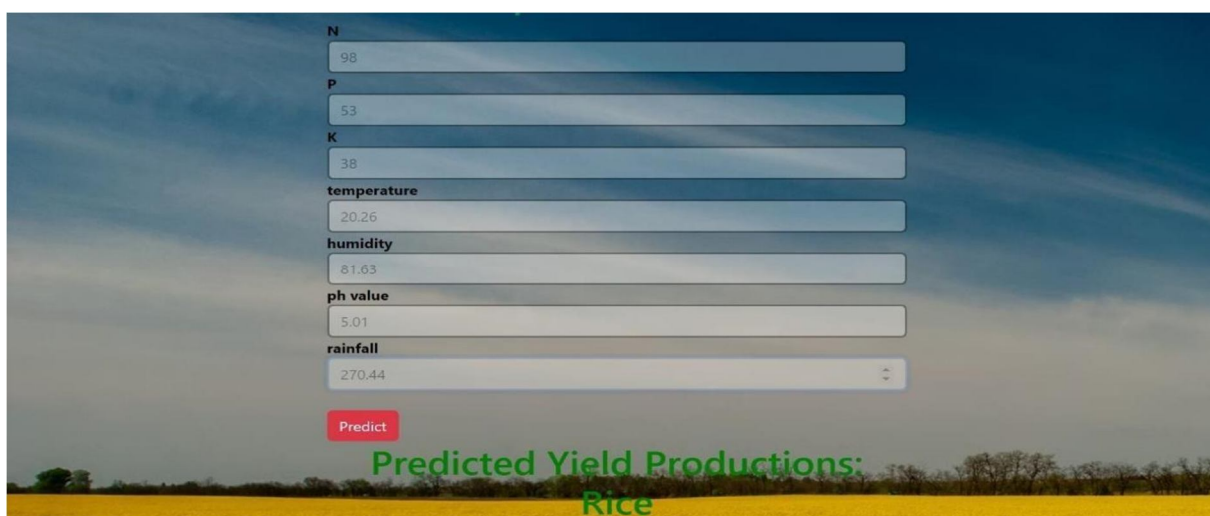 N
98
P
53
K
38
temperature
20.26
humidity
81.63
ph value
5.01
rainfall
270.44
Predict
Predicted Yield Productions:
Rice